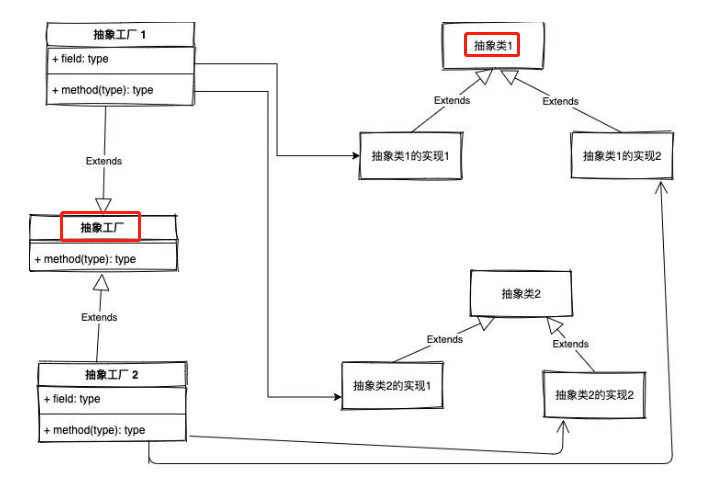 抽象工厂 1
+ field: type
+ method(type): type
抽象类1
Extends
Extends
抽象类1的实现1
抽象类1的实现2
Extends
抽象工厂
+ method(type): type
抽象类2
Extends
Extends
Extends
抽象工厂 2
+ field: type
+ method(type): type
抽象类2的实现1
抽象类2的实现2